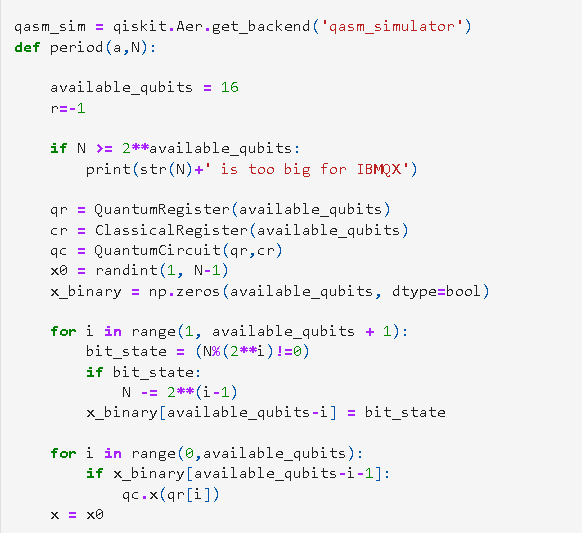 qasm_sim = qiskit.Aer.get_backend('qasm_simulator')
def period(a,N):
    available_qubits = 16
    r=-1
    if N >= 2**available_qubits:
        print(str(N)+' is too big for IBMQX')
    qr = QuantumRegister(available_qubits)
    cr = ClassicalRegister(available_qubits)
    qc = QuantumCircuit(qr,cr)
    x0 = randint(1, N-1)
    x_binary = np.zeros(available_qubits, dtype=bool)
    for i in range(1, available_qubits + 1):
        bit_state = (N%(2**i)!=0)
        if bit_state:
            N -= 2**(i-1)
        x_binary[available_qubits-i] = bit_state
    for i in range(0,available_qubits):
        if x_binary[available_qubits-i-1]:
            qc.x(qr[i])
    x = x0